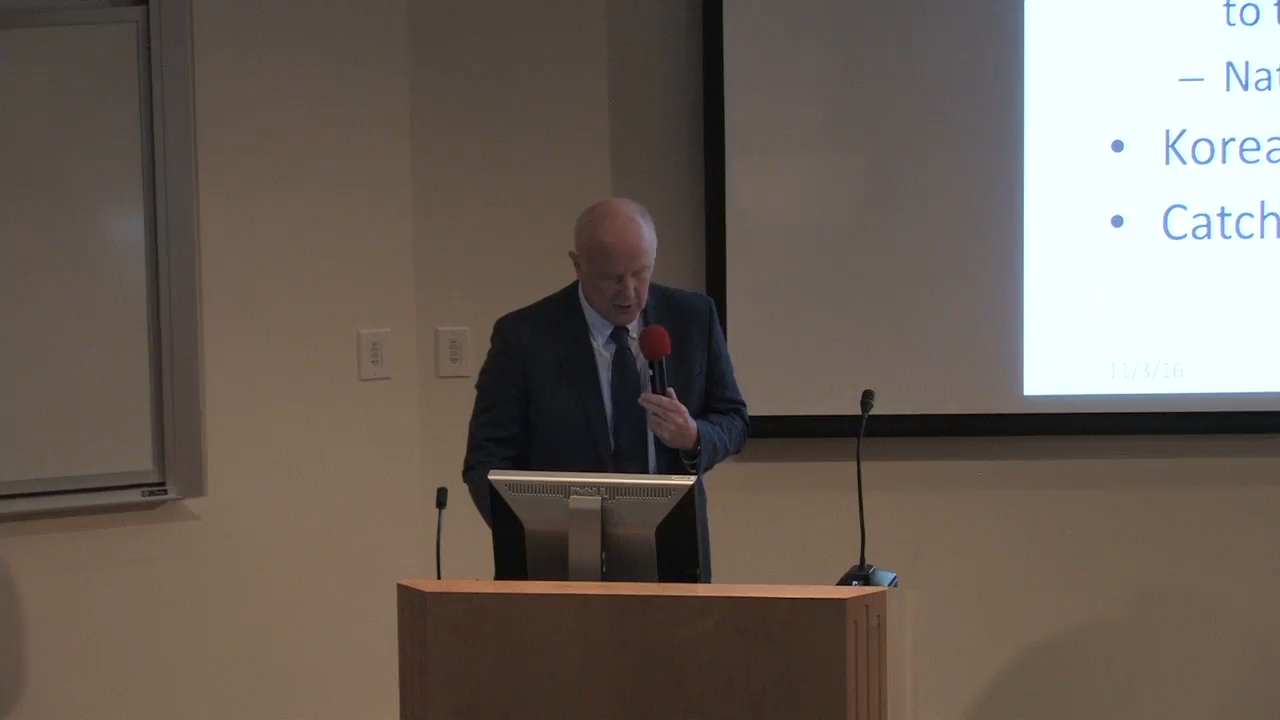 to
– Nat
• Korea
• Catch
11/3/16